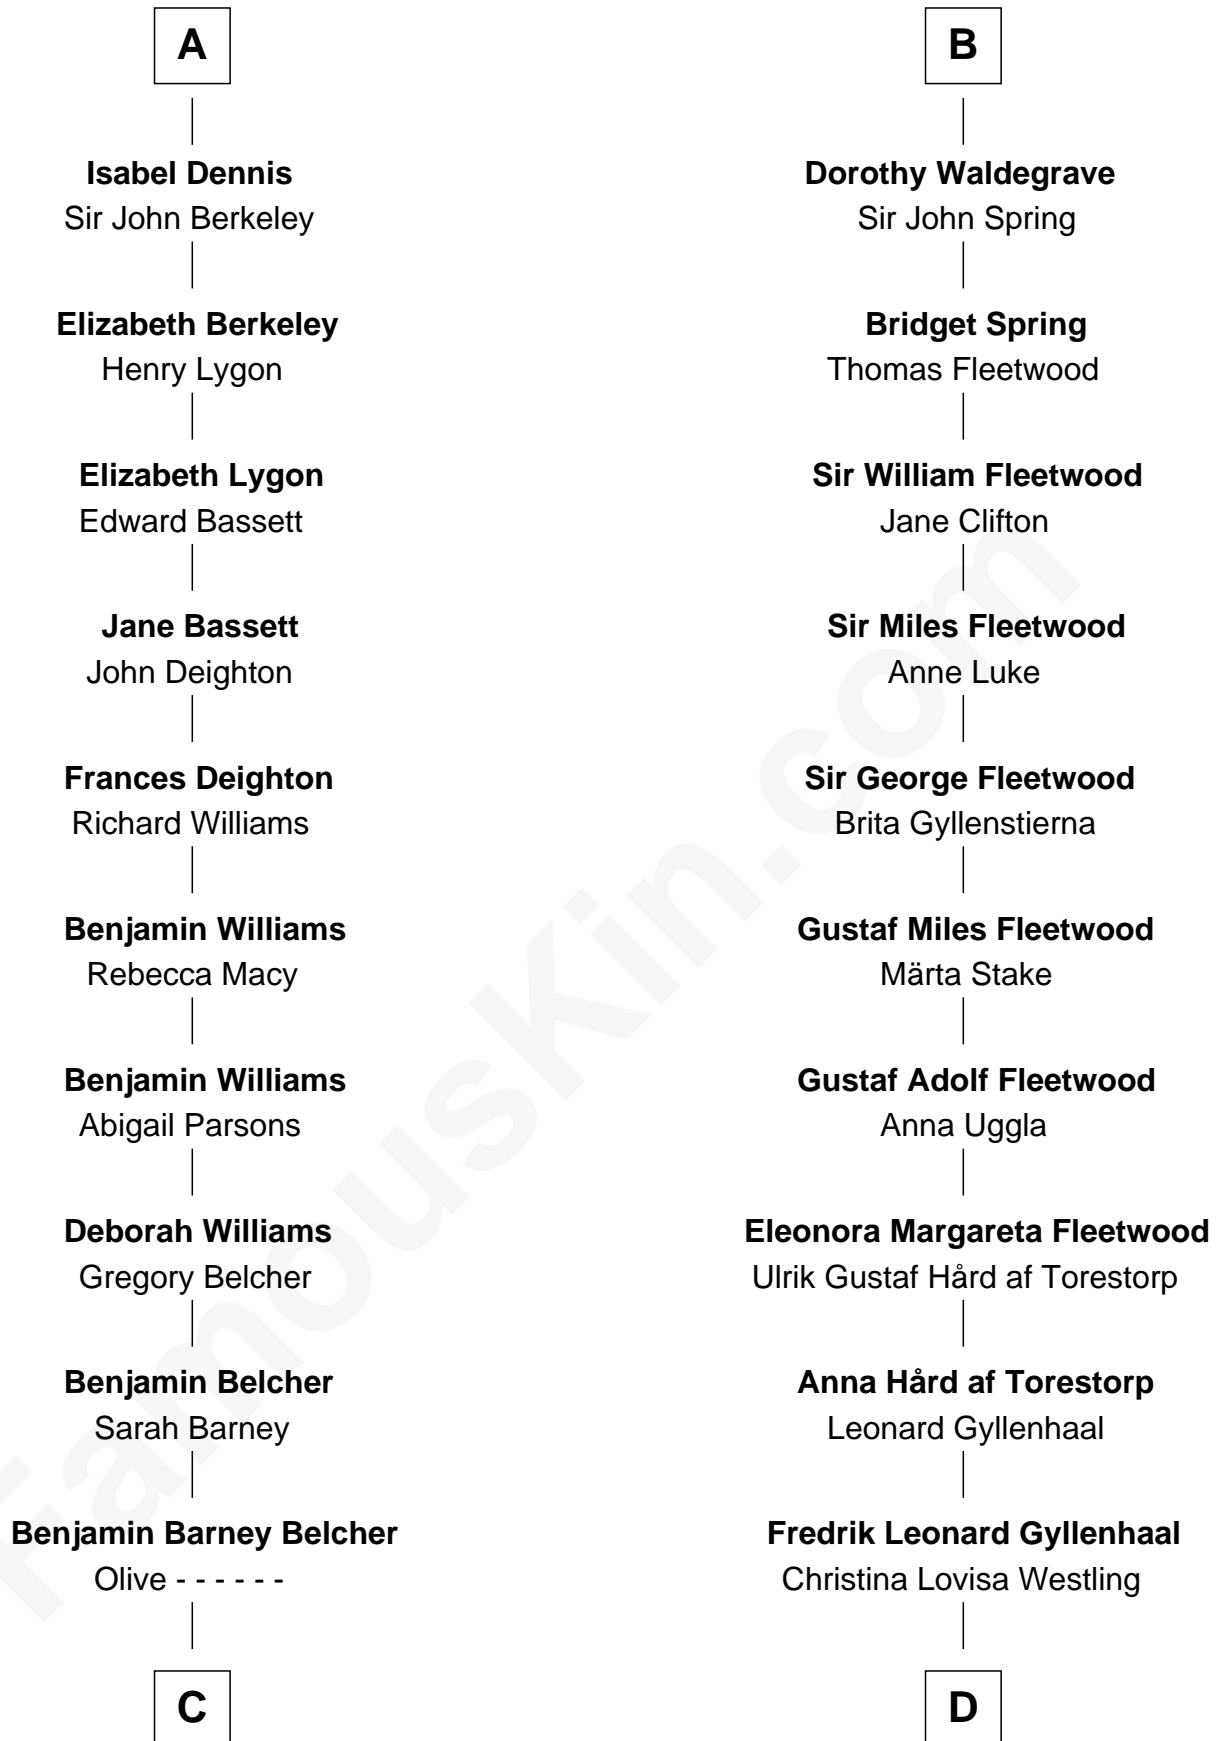 A
Isabel Dennis
Sir John Berkeley
Elizabeth Berkeley
Henry Lygon
Elizabeth Lygon
Edward Bassett
Jane Bassett
John Deighton
Frances Deighton
Richard Williams
Benjamin Williams
Rebecca Macy
Benjamin Williams
Abigail Parsons
Deborah Williams
Gregory Belcher
Benjamin Belcher
Sarah Barney
Benjamin Barney Belcher
Olive - - - - - -
C
B
Dorothy Waldegrave
Sir John Spring
Bridget Spring
Thomas Fleetwood
Sir William Fleetwood
Jane Clifton
Sir Miles Fleetwood
Anne Luke
Sir George Fleetwood
Brita Gyllenstierna
Gustaf Miles Fleetwood
Märta Stake
Gustaf Adolf Fleetwood
Anna Uggla
Eleonora Margareta Fleetwood
Ulrik Gustaf Hård af Torestorp
Anna Hård af Torestorp
Leonard Gyllenhaal
Fredrik Leonard Gyllenhaal
Christina Lovisa Westling
D
FamousKin.com